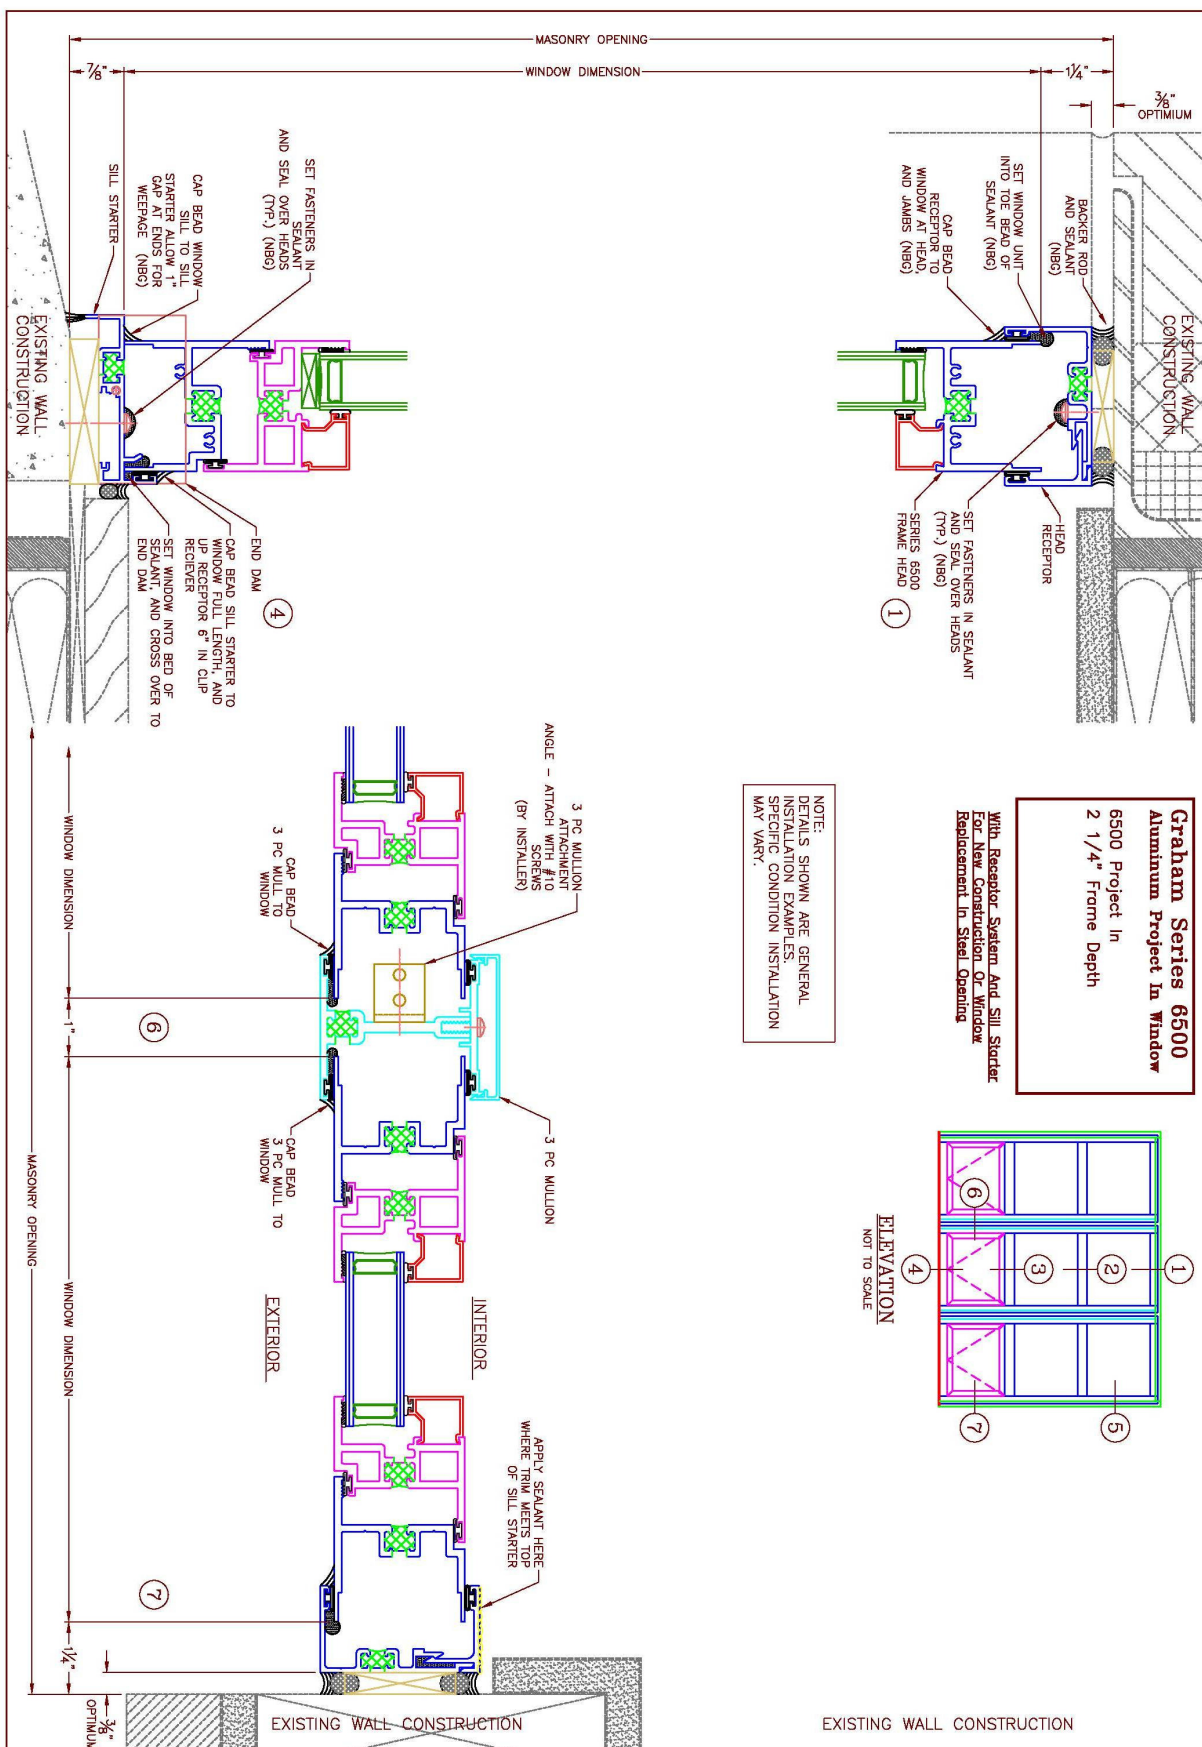 Graham Series 6500
Aluminum Project In Window
6500 Project In
2 1/4" Frame Depth
With Receptor System And Sill Starter
For New Construction Or Window
Replacement In Steel Opening
ELEVATION
NOT TO SCALE
1
2
3
4
5
6
7
NOTE:
DETAILS SHOWN ARE GENERAL
INSTALLATION EXAMPLES.
SPECIFIC CONDITION INSTALLATION
MAY VARY.
MASONRY OPENING
WINDOW DIMENSION
7/8"
1 1/4"
3/8"
OPTIMIUM
EXISTING WALL
CONSTRUCTION
BACKER ROD
AND SEALANT
(NBG)
SET WINDOW UNIT
INTO TOE BEAD OF
SEALANT (NBG)
CAP BEAD
RECEPTOR TO
WINDOW AT HEAD,
AND JAMBS (NBG)
HEAD
RECEPTOR
SET FASTENERS IN SEALANT
AND SEAL OVER HEADS
(TYP.) (NBG)
SERIES 6500
FRAME HEAD
1
SET FASTENERS IN
SEALANT
AND SEAL OVER HEADS
(TYP.) (NBG)
CAP BEAD WINDOW
SILL TO SILL
STARTER ALLOW 1"
GAP AT ENDS FOR
WEEPAGE (NBG)
SILL STARTER
EXISTING WALL
CONSTRUCTION
END DAM
CAP BEAD SILL STARTER TO
WINDOW FULL LENGTH, AND
UP RECEPTOR 6" IN CLIP
RECIEVER
SET WINDOW INTO BED OF
SEALANT, AND CROSS OVER TO
END DAM
4
3 PC MULLION
ATTACHMENT
ANGLE - ATTACH WITH #10
SCREWS
(BY INSTALLER)
CAP BEAD
3 PC MULL TO
WINDOW
3 PC MULLION
CAP BEAD
3 PC MULL TO
WINDOW
INTERIOR
EXTERIOR
APPLY SEALANT HERE
WHERE TRIM MEETS TOP
OF SILL STARTER
6
7
WINDOW DIMENSION
1"
WINDOW DIMENSION
1 1/4"
MASONRY OPENING
3/8"
OPTIMUM
EXISTING WALL CONSTRUCTION
EXISTING WALL CONSTRUCTION